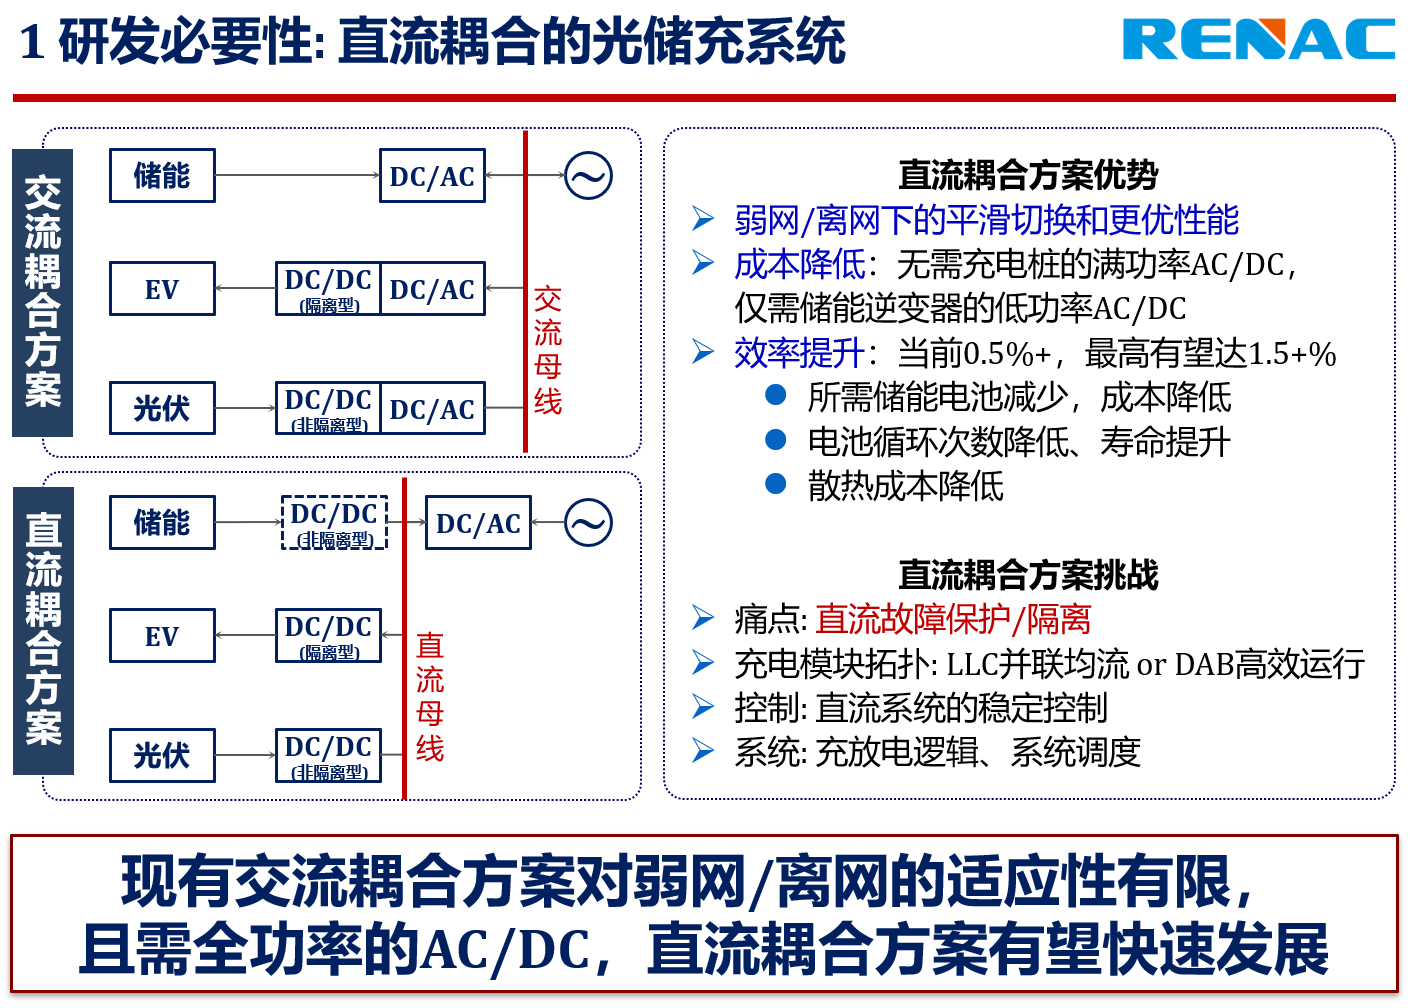 1 研发必要性: 直流耦合的光储充系统
RENAC
交流耦合方案
储能
DC/AC
EV
DC/DC
(隔离型)
DC/AC
光伏
DC/DC
(非隔离型)
DC/AC
交流母线
直流耦合方案
储能
DC/DC
(非隔离型)
DC/AC
EV
DC/DC
(隔离型)
光伏
DC/DC
(非隔离型)
直流母线
直流耦合方案优势
弱网/离网下的平滑切换和更优性能
成本降低：无需充电桩的满功率AC/DC，
仅需储能逆变器的低功率AC/DC
效率提升：当前0.5%+，最高有望达1.5+%
所需储能电池减少，成本降低
电池循环次数降低、寿命提升
散热成本降低
直流耦合方案挑战
痛点: 直流故障保护/隔离
充电模块拓扑: LLC并联均流 or DAB高效运行
控制: 直流系统的稳定控制
系统: 充放电逻辑、系统调度
现有交流耦合方案对弱网/离网的适应性有限，
且需全功率的AC/DC，直流耦合方案有望快速发展